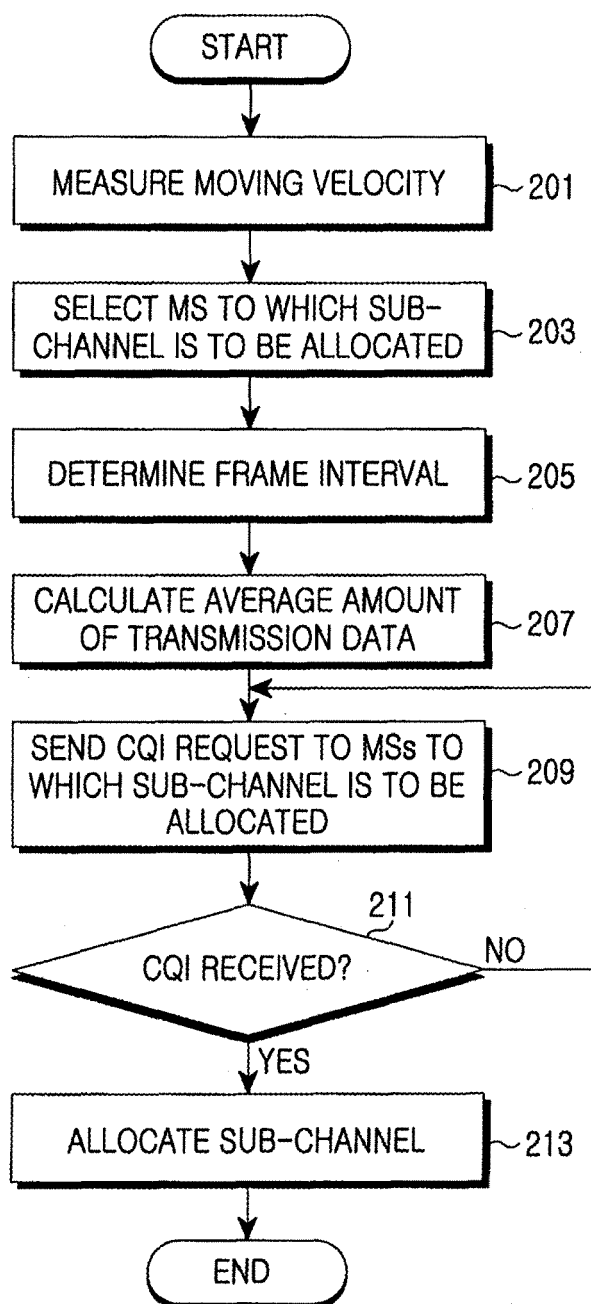 START
MEASURE MOVING VELOCITY
201
SELECT MS TO WHICH SUB-
CHANNEL IS TO BE ALLOCATED
203
DETERMINE FRAME INTERVAL
205
CALCULATE AVERAGE AMOUNT
OF TRANSMISSION DATA
207
SEND CQI REQUEST TO MSs TO
WHICH SUB-CHANNEL IS TO BE
ALLOCATED
209
211
CQI RECEIVED?
NO
YES
ALLOCATE SUB-CHANNEL
213
END